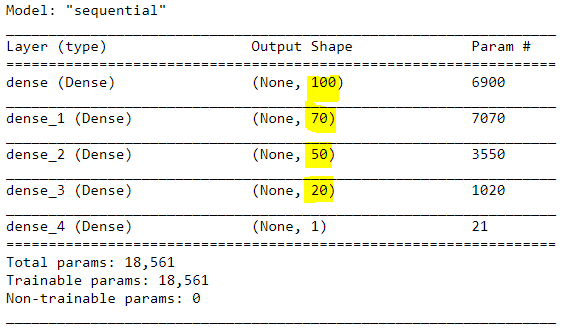 Model: "sequential"
Layer (type) Output Shape Param #
dense (Dense) (None, 100) 6900
dense_1 (Dense) (None, 70) 7070
dense_2 (Dense) (None, 50) 3550
dense_3 (Dense) (None, 20) 1020
dense_4 (Dense) (None, 1) 21
Total params: 18,561
Trainable params: 18,561
Non-trainable params: 0